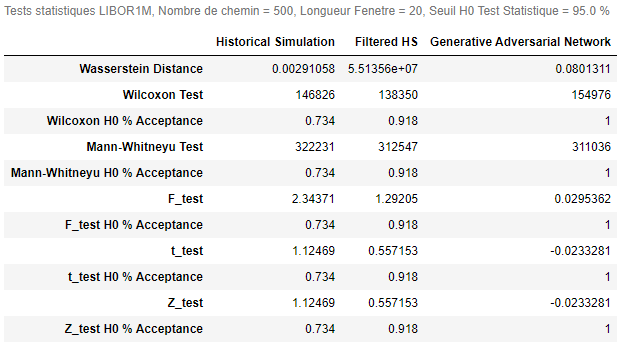 Tests statistiques LIBOR1M, Nombre de chemin = 500, Longueur Fenetre = 20, Seuil H0 Test Statistique = 95.0 %
Historical Simulation Filtered HS Generative Adversarial Network
Wasserstein Distance 0.00291058 5.51356e+07 0.0801311
Wilcoxon Test 146826 138350 154976
Wilcoxon H0 % Acceptance 0.734 0.918 1
Mann-Whitneyu Test 322231 312547 311036
Mann-Whitneyu H0 % Acceptance 0.734 0.918 1
F_test 2.34371 1.29205 0.0295362
F_test H0 % Acceptance 0.734 0.918 1
t_test 1.12469 0.557153 -0.0233281
t_test H0 % Acceptance 0.734 0.918 1
Z_test 1.12469 0.557153 -0.0233281
Z_test H0 % Acceptance 0.734 0.918 1